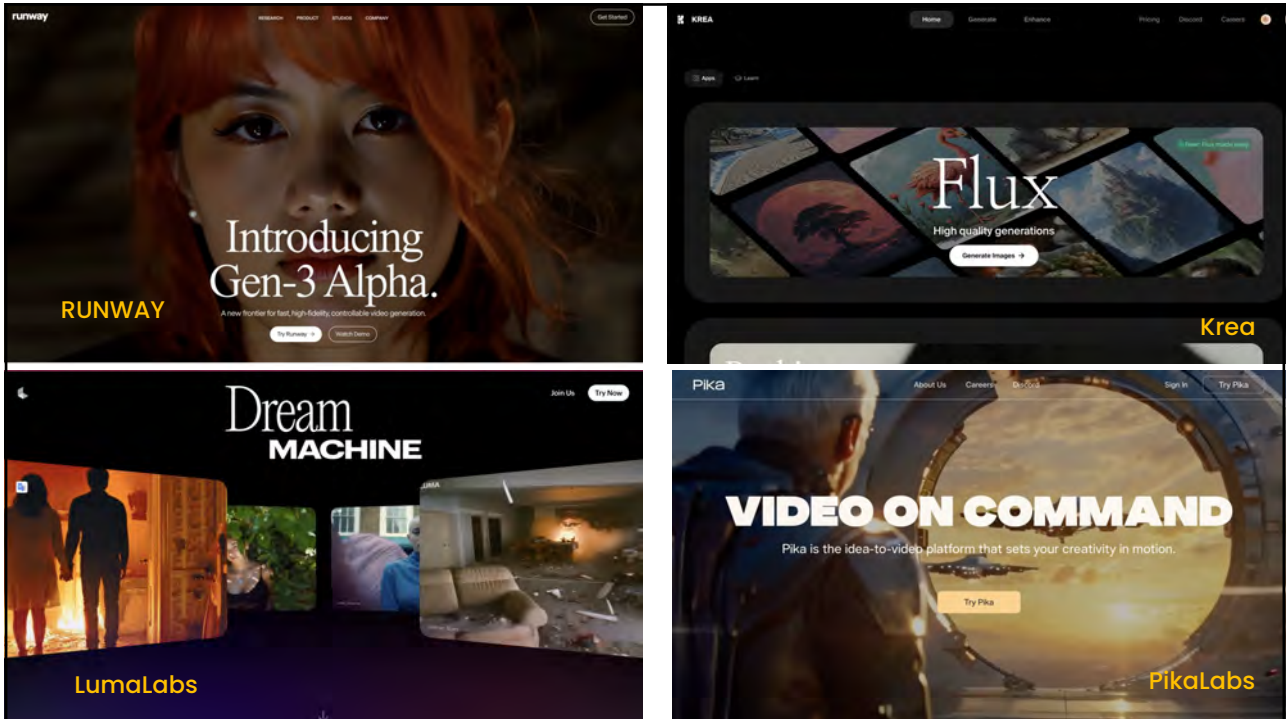 runway
RESEARCH PRODUCT STUDIOS COMPANY
Get Started
Introducing
Gen-3 Alpha.
A new frontier for fast, high-fidelity, controllable video generation.
Try Runway →
Watch Demo
RUNWAY
KREA
Home Generate Enhance
Pricing Discord Careers
Apps Learn
Flux
High quality generations
Generate Images →
Krea
Dream
MACHINE
Join Us Try Now
LumaLabs
Pika
About Us Careers Discord
Sign In Try Pika
VIDEO ON COMMAND
Pika is the idea-to-video platform that sets your creativity in motion.
Try Pika
PikaLabs